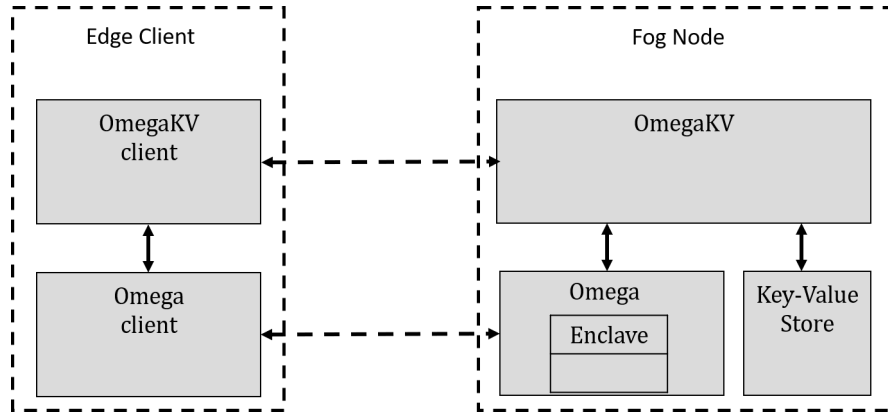 Edge Client
Fog Node
OmegaKV
client
OmegaKV
Omega
client
Omega
Enclave
Key-Value
Store